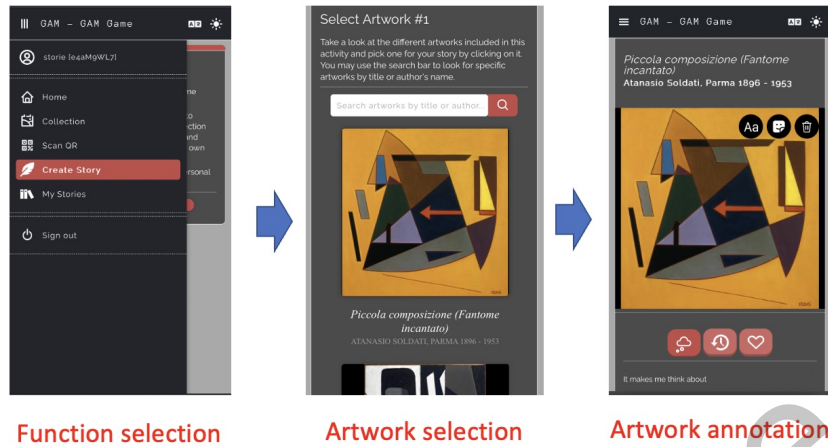 GAM – GAM Game
storie [e4aM9WL7]
Home
Collection
Scan QR
Create Story
My Stories
Sign out
me
to
ction
and
own
rsonal
Function selection
Select Artwork #1
Take a look at the different artworks included in this
activity and pick one for your story by clicking on it.
You may use the search bar to look for specific
artworks by title or author's name.
Search artworks by title or author...
Piccola composizione (Fantome
incantato)
ATANASIO SOLDATI, PARMA 1896 - 1953
Artwork selection
GAM – GAM Game
Piccola composizione (Fantome
incantato)
Atanasio Soldati, Parma 1896 - 1953
Aa
It makes me think about
Artwork annotation